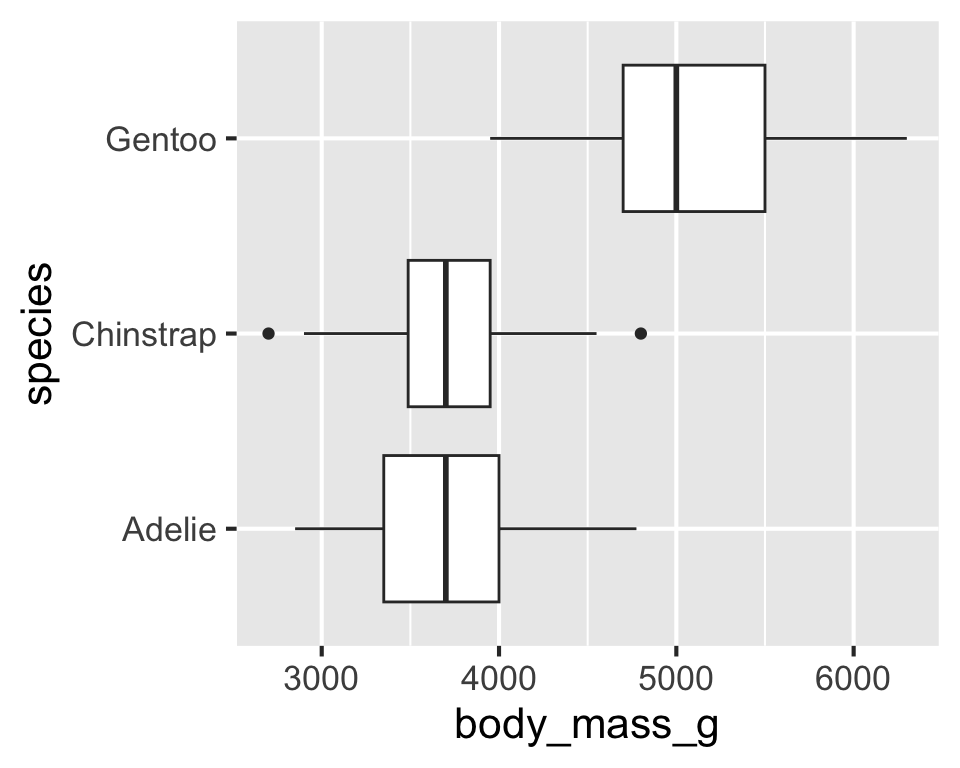 Gentoo
Chinstrap
Adelie
species
3000 4000 5000 6000
body_mass_g